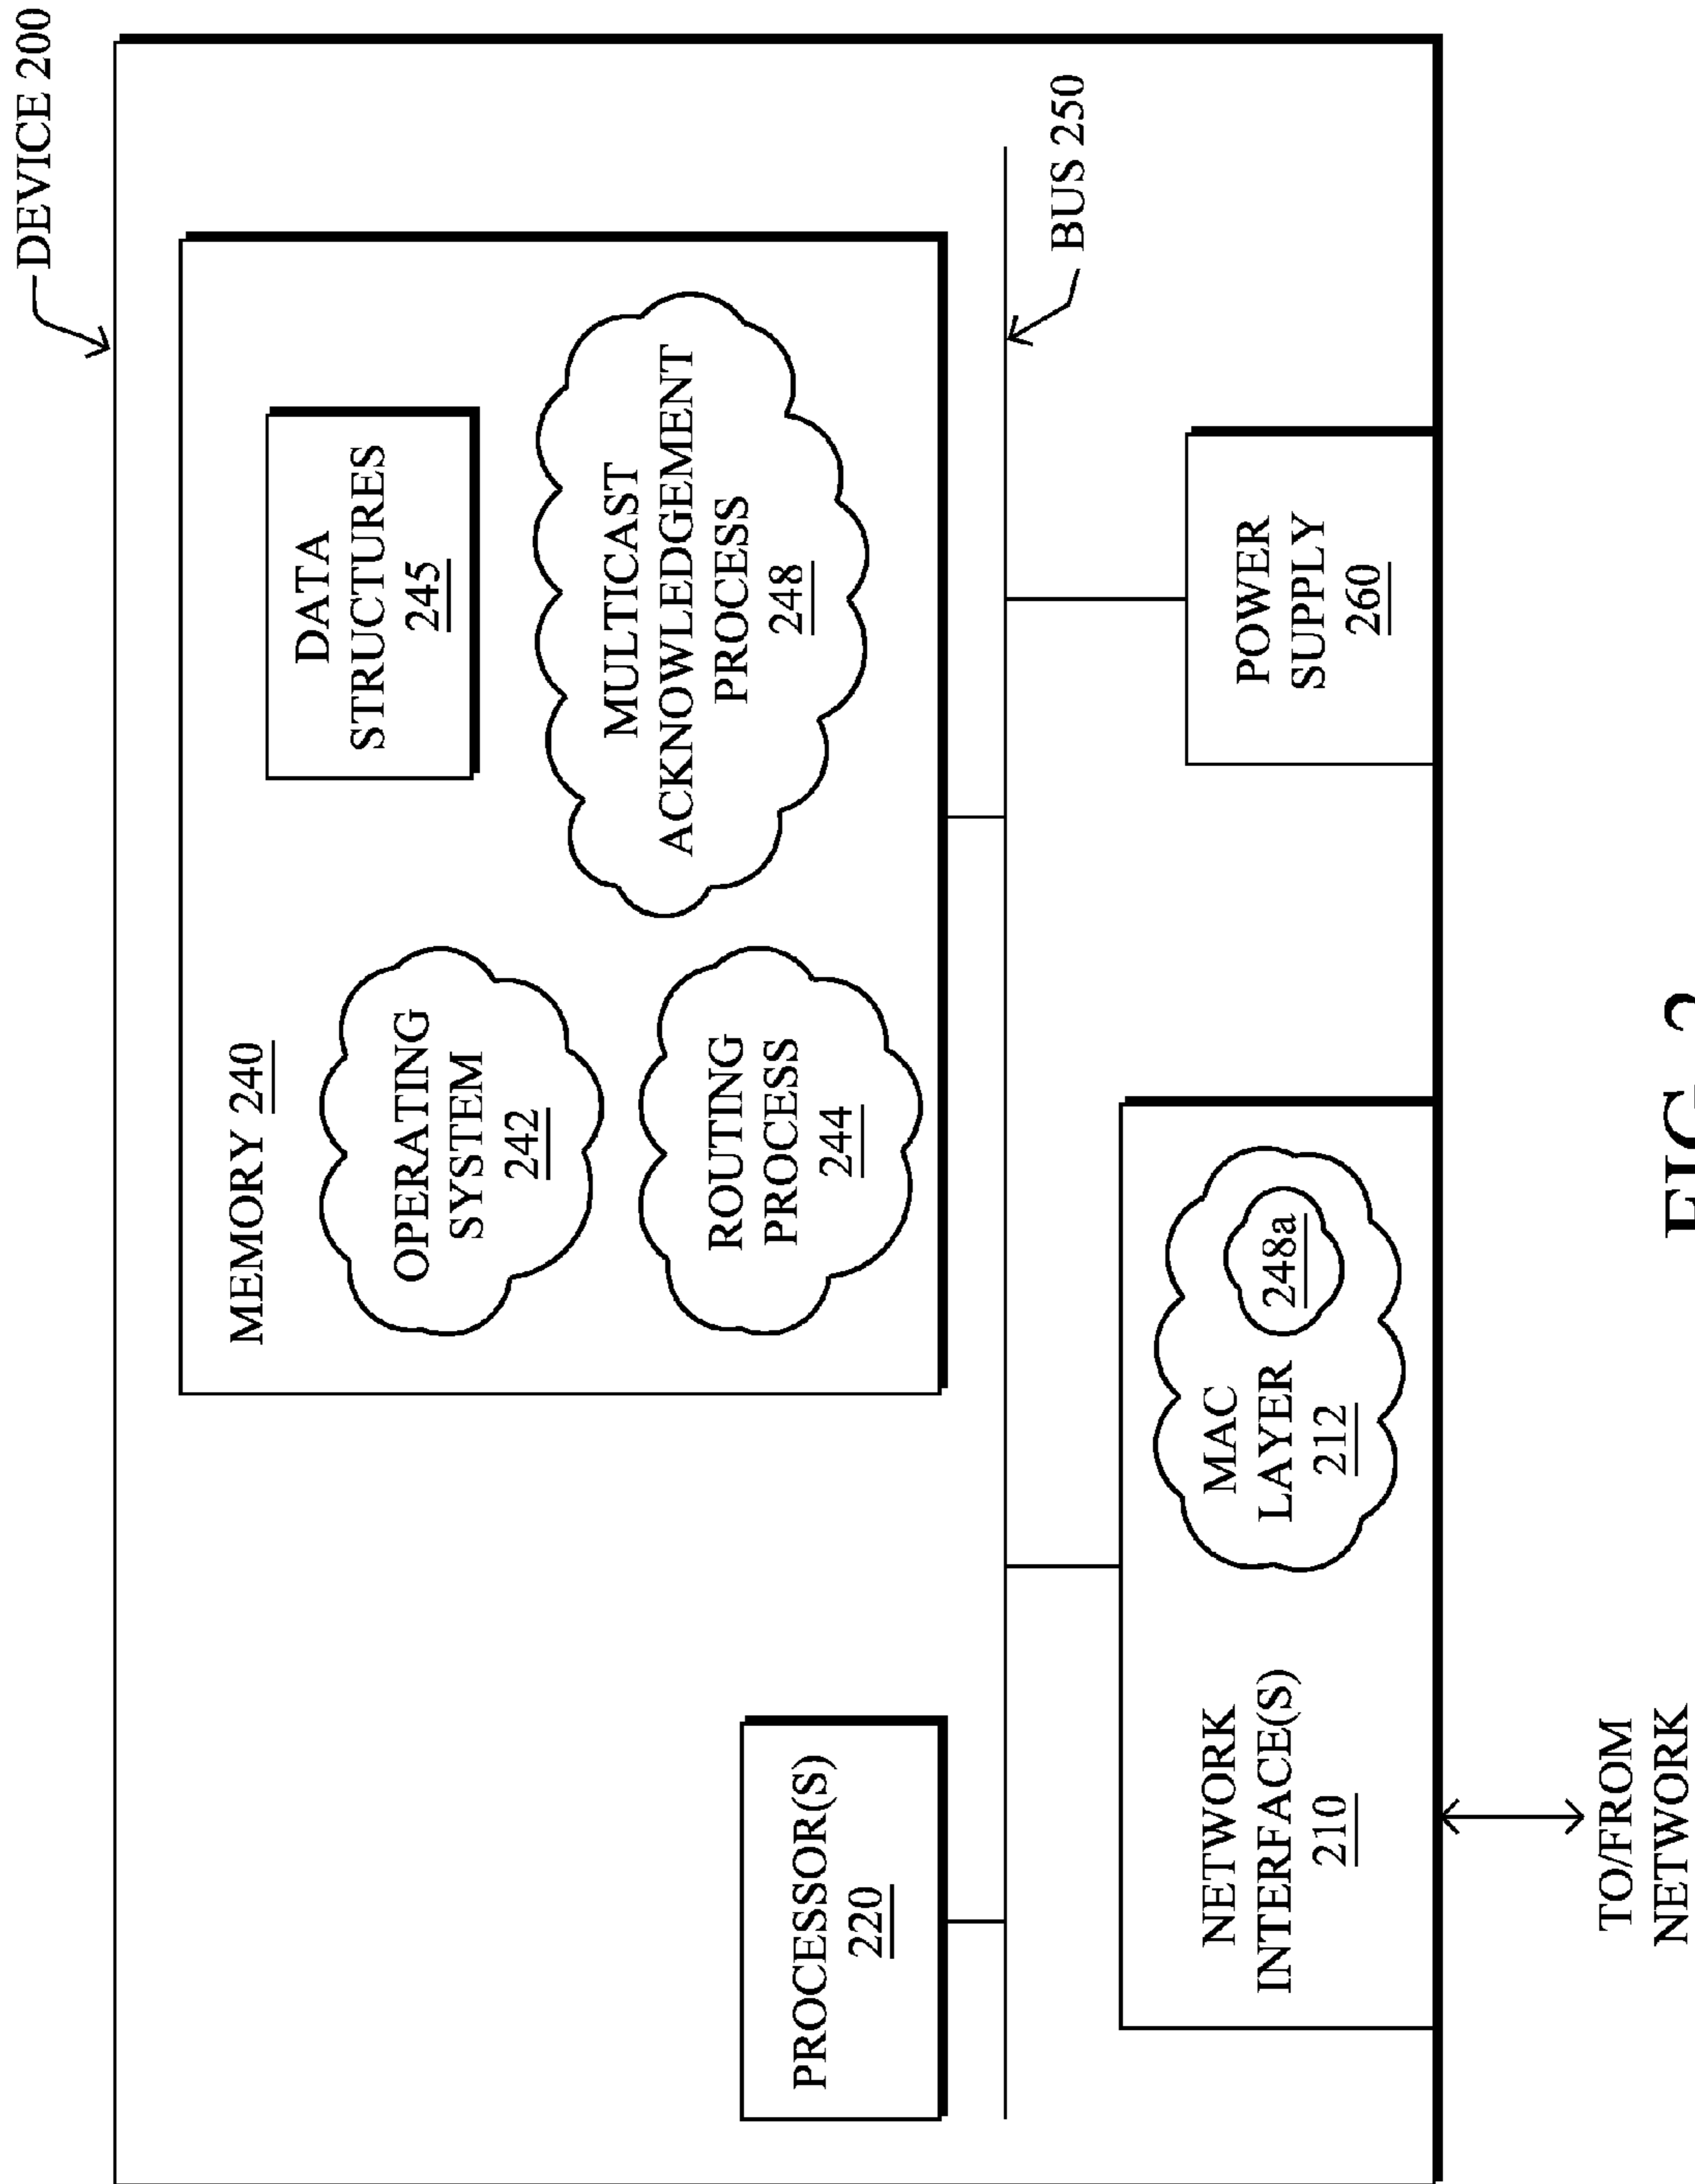 DEVICE 200
MEMORY 240
OPERATING
SYSTEM
242
DATA
STRUCTURES
245
ROUTING
PROCESS
244
MULTICAST
ACKNOWLEDGEMENT
PROCESS
248
PROCESSOR(S)
220
BUS 250
NETWORK
INTERFACE(S)
210
MAC
LAYER
212
248a
POWER
SUPPLY
260
TO/FROM
NETWORK